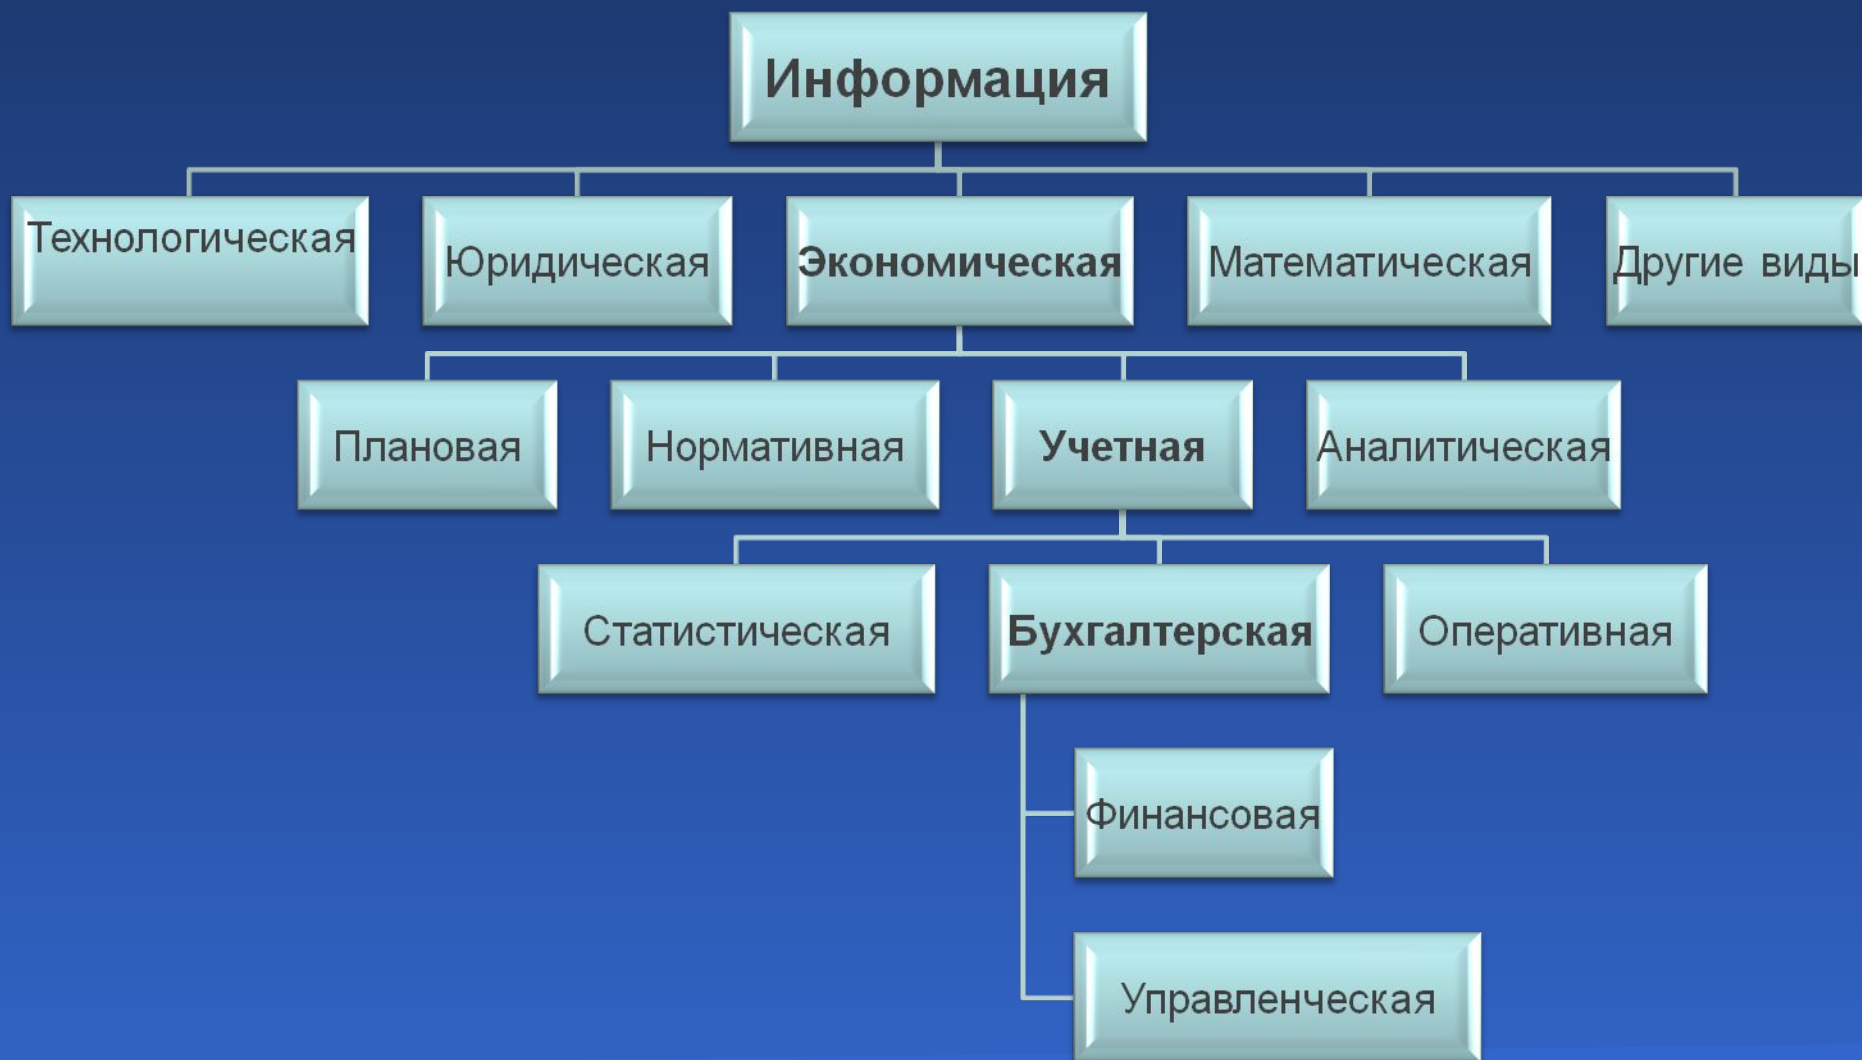 Информация
Технологическая
Юридическая
Экономическая
Математическая
Другие виды
Плановая
Нормативная
Учетная
Аналитическая
Статистическая
Бухгалтерская
Оперативная
Финансовая
Управленческая